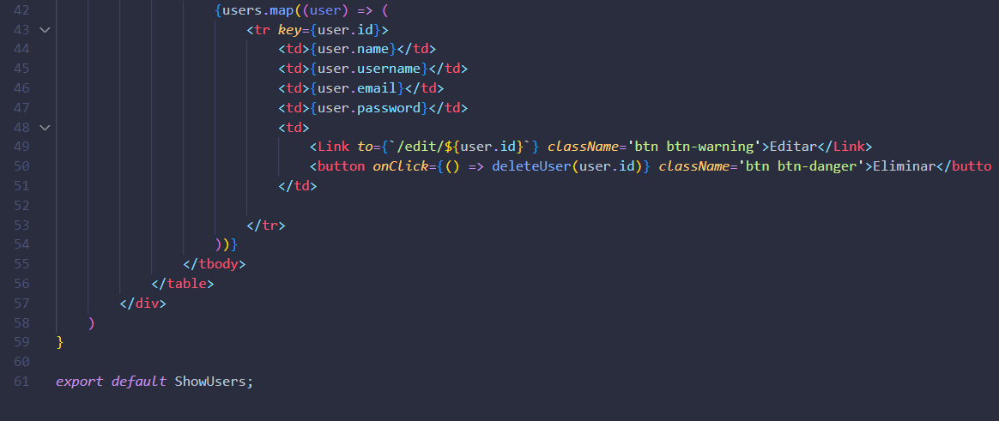 42 {users.map((user) => (
43 <tr key={user.id}>
44 <td>{user.name}</td>
45 <td>{user.username}</td>
46 <td>{user.email}</td>
47 <td>{user.password}</td>
48 <td>
49 <Link to={`/edit/${user.id}`} className='btn btn-warning'>Editar</Link>
50 <button onClick={() => deleteUser(user.id)} className='btn btn-danger'>Eliminar</butto
51 </td>
52
53 </tr>
54 ))}
55 </tbody>
56 </table>
57 </div>
58 )
59 }
60
61 export default ShowUsers;